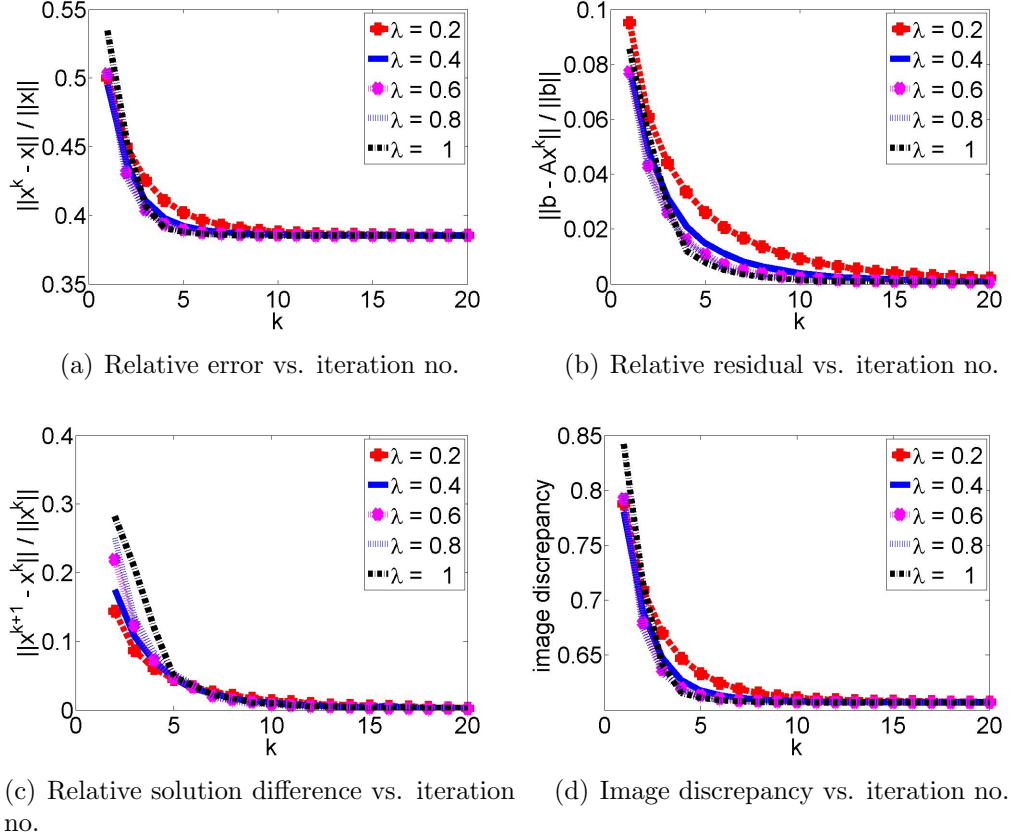 0.55
0.5
0.45
0.4
0.35
0 5 10 15 20
k
||x^k - x|| / ||x||
λ = 0.2
λ = 0.4
λ = 0.6
λ = 0.8
λ = 1
(a) Relative error vs. iteration no.
0.1
0.08
0.06
0.04
0.02
0
0 5 10 15 20
k
||b - Ax^k|| / ||b||
λ = 0.2
λ = 0.4
λ = 0.6
λ = 0.8
λ = 1
(b) Relative residual vs. iteration no.
0.4
0.3
0.2
0.1
0
0 5 10 15 20
k
||x^{k+1} - x^k|| / ||x^k||
λ = 0.2
λ = 0.4
λ = 0.6
λ = 0.8
λ = 1
(c) Relative solution difference vs. iteration
no.
0.85
0.8
0.75
0.7
0.65
0 5 10 15 20
k
image discrepancy
λ = 0.2
λ = 0.4
λ = 0.6
λ = 0.8
λ = 1
(d) Image discrepancy vs. iteration no.